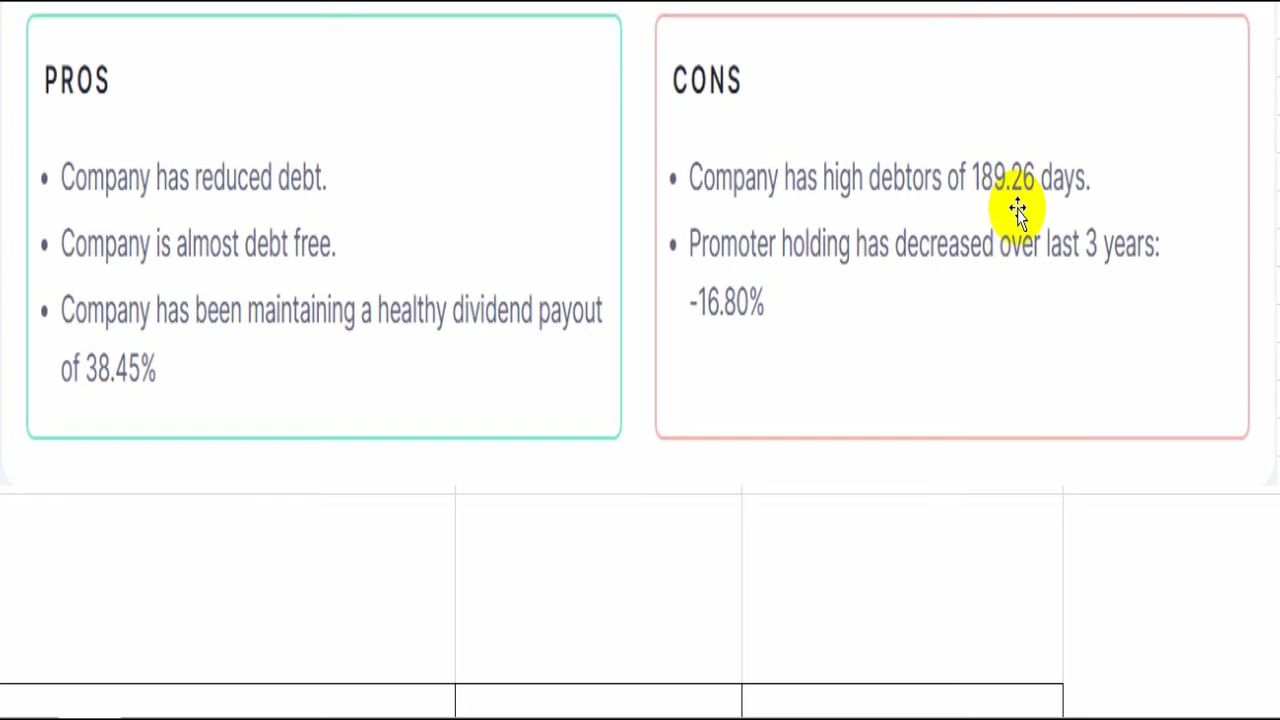 PROS
• Company has reduced debt.
• Company is almost debt free.
• Company has been maintaining a healthy dividend payout
of 38.45%
CONS
• Company has high debtors of 189.26 days.
• Promoter holding has decreased over last 3 years:
-16.80%